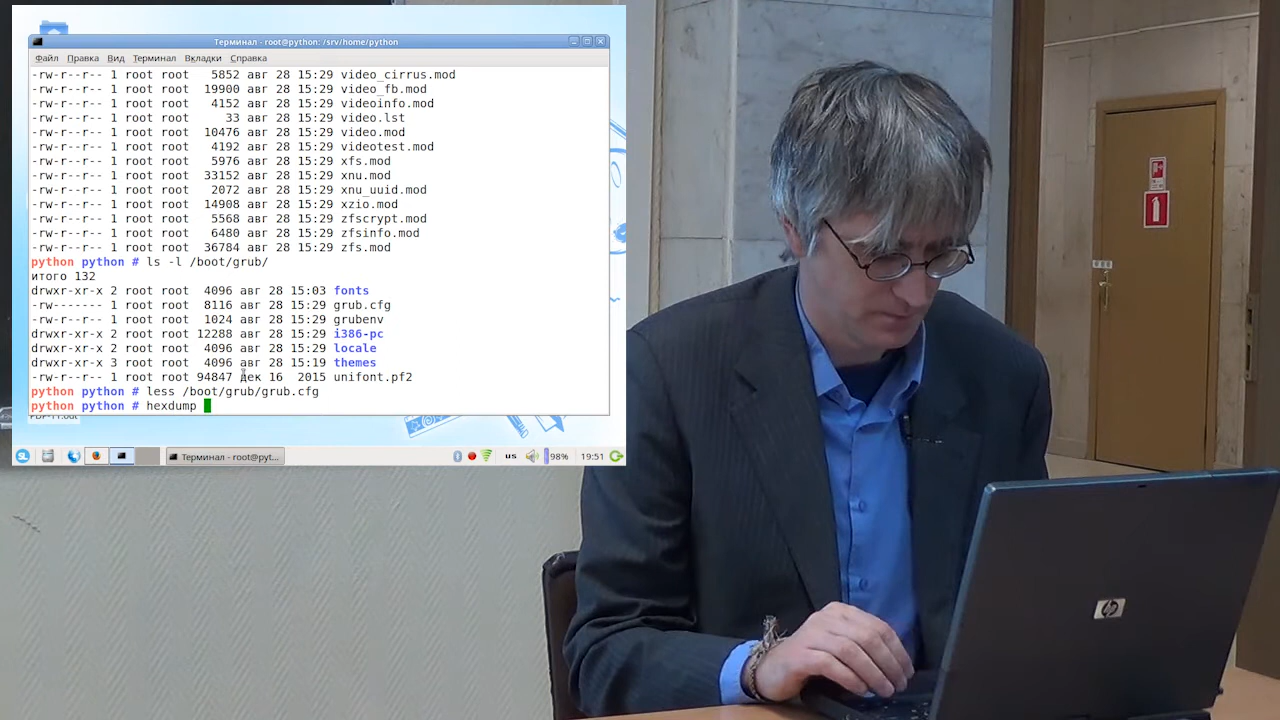 Терминал - root@python: /srv/home/python
Файл Правка Вид Терминал Вкладки Справка
-rw-r--r-- 1 root root 5852 авг 28 15:29 video_cirrus.mod
-rw-r--r-- 1 root root 19900 авг 28 15:29 video_fb.mod
-rw-r--r-- 1 root root 4152 авг 28 15:29 videoinfo.mod
-rw-r--r-- 1 root root 33 авг 28 15:29 video.lst
-rw-r--r-- 1 root root 10476 авг 28 15:29 video.mod
-rw-r--r-- 1 root root 4192 авг 28 15:29 videotest.mod
-rw-r--r-- 1 root root 5976 авг 28 15:29 xfs.mod
-rw-r--r-- 1 root root 33152 авг 28 15:29 xnu.mod
-rw-r--r-- 1 root root 2072 авг 28 15:29 xnu_uuid.mod
-rw-r--r-- 1 root root 14908 авг 28 15:29 xzio.mod
-rw-r--r-- 1 root root 5568 авг 28 15:29 zfscrypt.mod
-rw-r--r-- 1 root root 6480 авг 28 15:29 zfsinfo.mod
-rw-r--r-- 1 root root 36784 авг 28 15:29 zfs.mod
python python # ls -l /boot/grub/
итого 132
drwxr-xr-x 2 root root 4096 авг 28 15:03 fonts
-rw------- 1 root root 8116 авг 28 15:29 grub.cfg
-rw-r--r-- 1 root root 1024 авг 28 15:29 grubenv
drwxr-xr-x 2 root root 12288 авг 28 15:29 i386-pc
drwxr-xr-x 2 root root 4096 авг 28 15:29 locale
drwxr-xr-x 3 root root 4096 авг 28 15:19 themes
-rw-r--r-- 1 root root 94847 дек 16 2015 unifont.pf2
python python # less /boot/grub/grub.cfg
python python # hexdump
SL
Терминал - root@pyt...
us
98%
19:51
hp